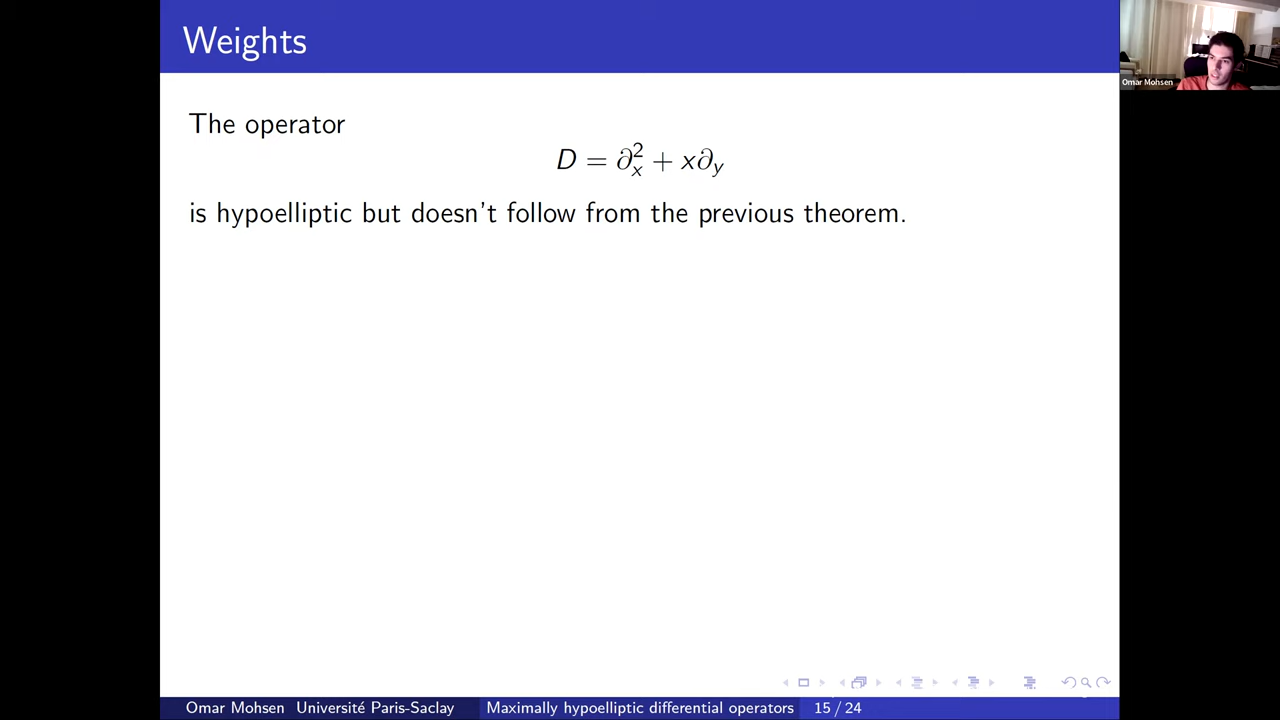 Weights
Omar Mohsen
The operator
D = ∂²ₓ + x∂ᵧ
is hypoelliptic but doesn't follow from the previous theorem.
Omar Mohsen Université Paris-Saclay Maximally hypoelliptic differential operators 15 / 24